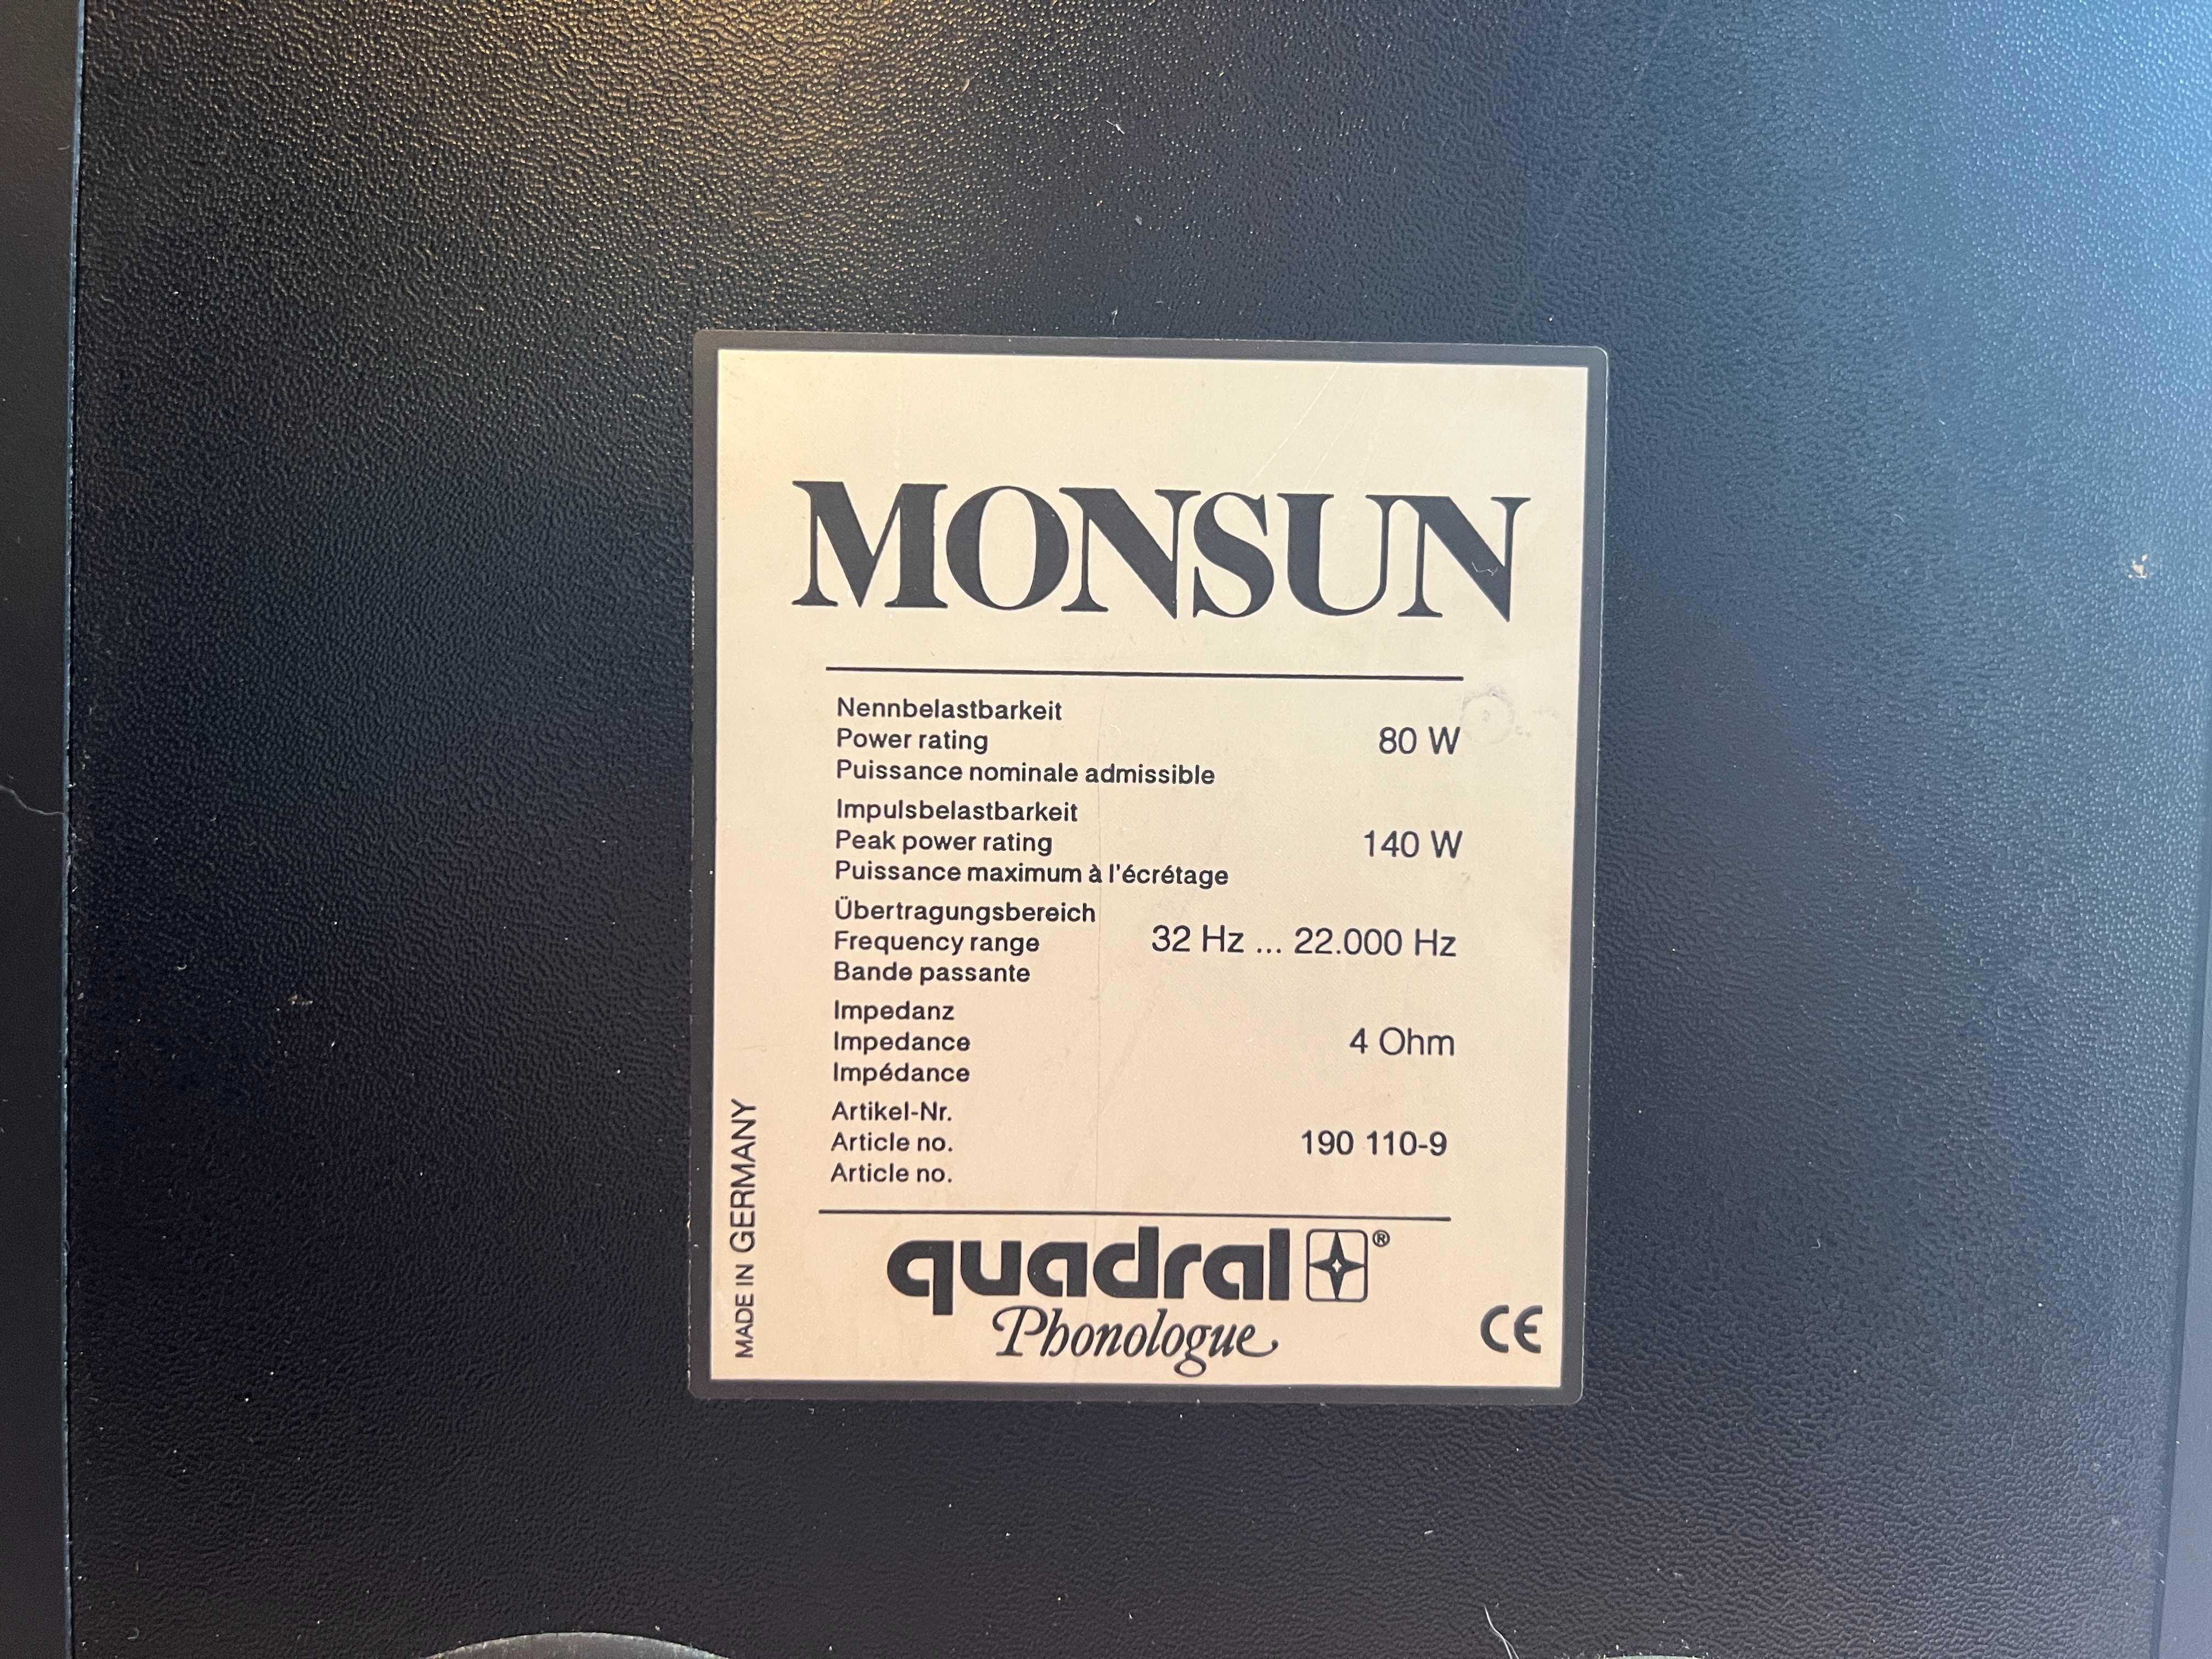 MONSUN
Nennbelastbarkeit
Power rating 80 W
Puissance nominale admissible
Impulsbelastbarkeit
Peak power rating 140 W
Puissance maximum à l'écrétage
Übertragungsbereich
Frequency range 32 Hz ... 22.000 Hz
Bande passante
Impedanz
Impedance 4 Ohm
Impédance
Artikel-Nr.
Article no. 190 110-9
Article no.
MADE IN GERMANY
quadral ®
Phonologue
CE